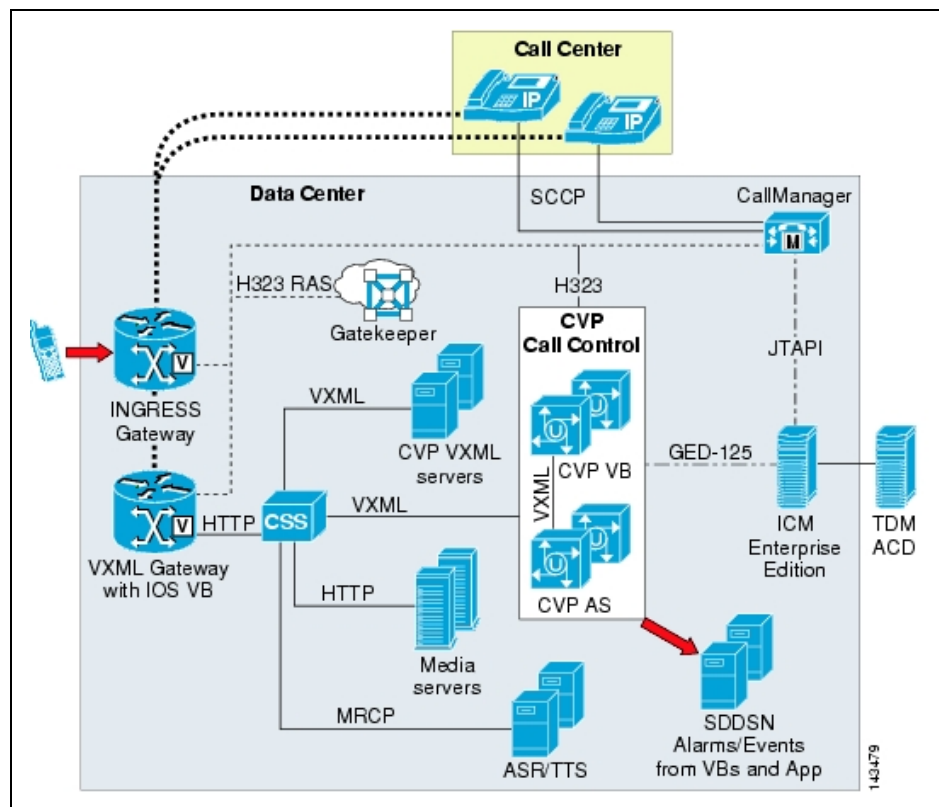 Call Center
IP
IP
Data Center
SCCP
CallManager
M
H323 RAS
Gatekeeper
H323
CVP
Call Control
JTAPI
V
INGRESS
Gateway
VXML
CVP VXML
servers
U
U
CVP VB
GED-125
V
HTTP
CSS
VXML
VXML
U
U
CVP AS
ICM
Enterprise
Edition
TDM
ACD
VXML Gateway
with IOS VB
HTTP
Media
servers
MRCP
ASR/TTS
SDDSN
Alarms/Events
from VBs and App
143479